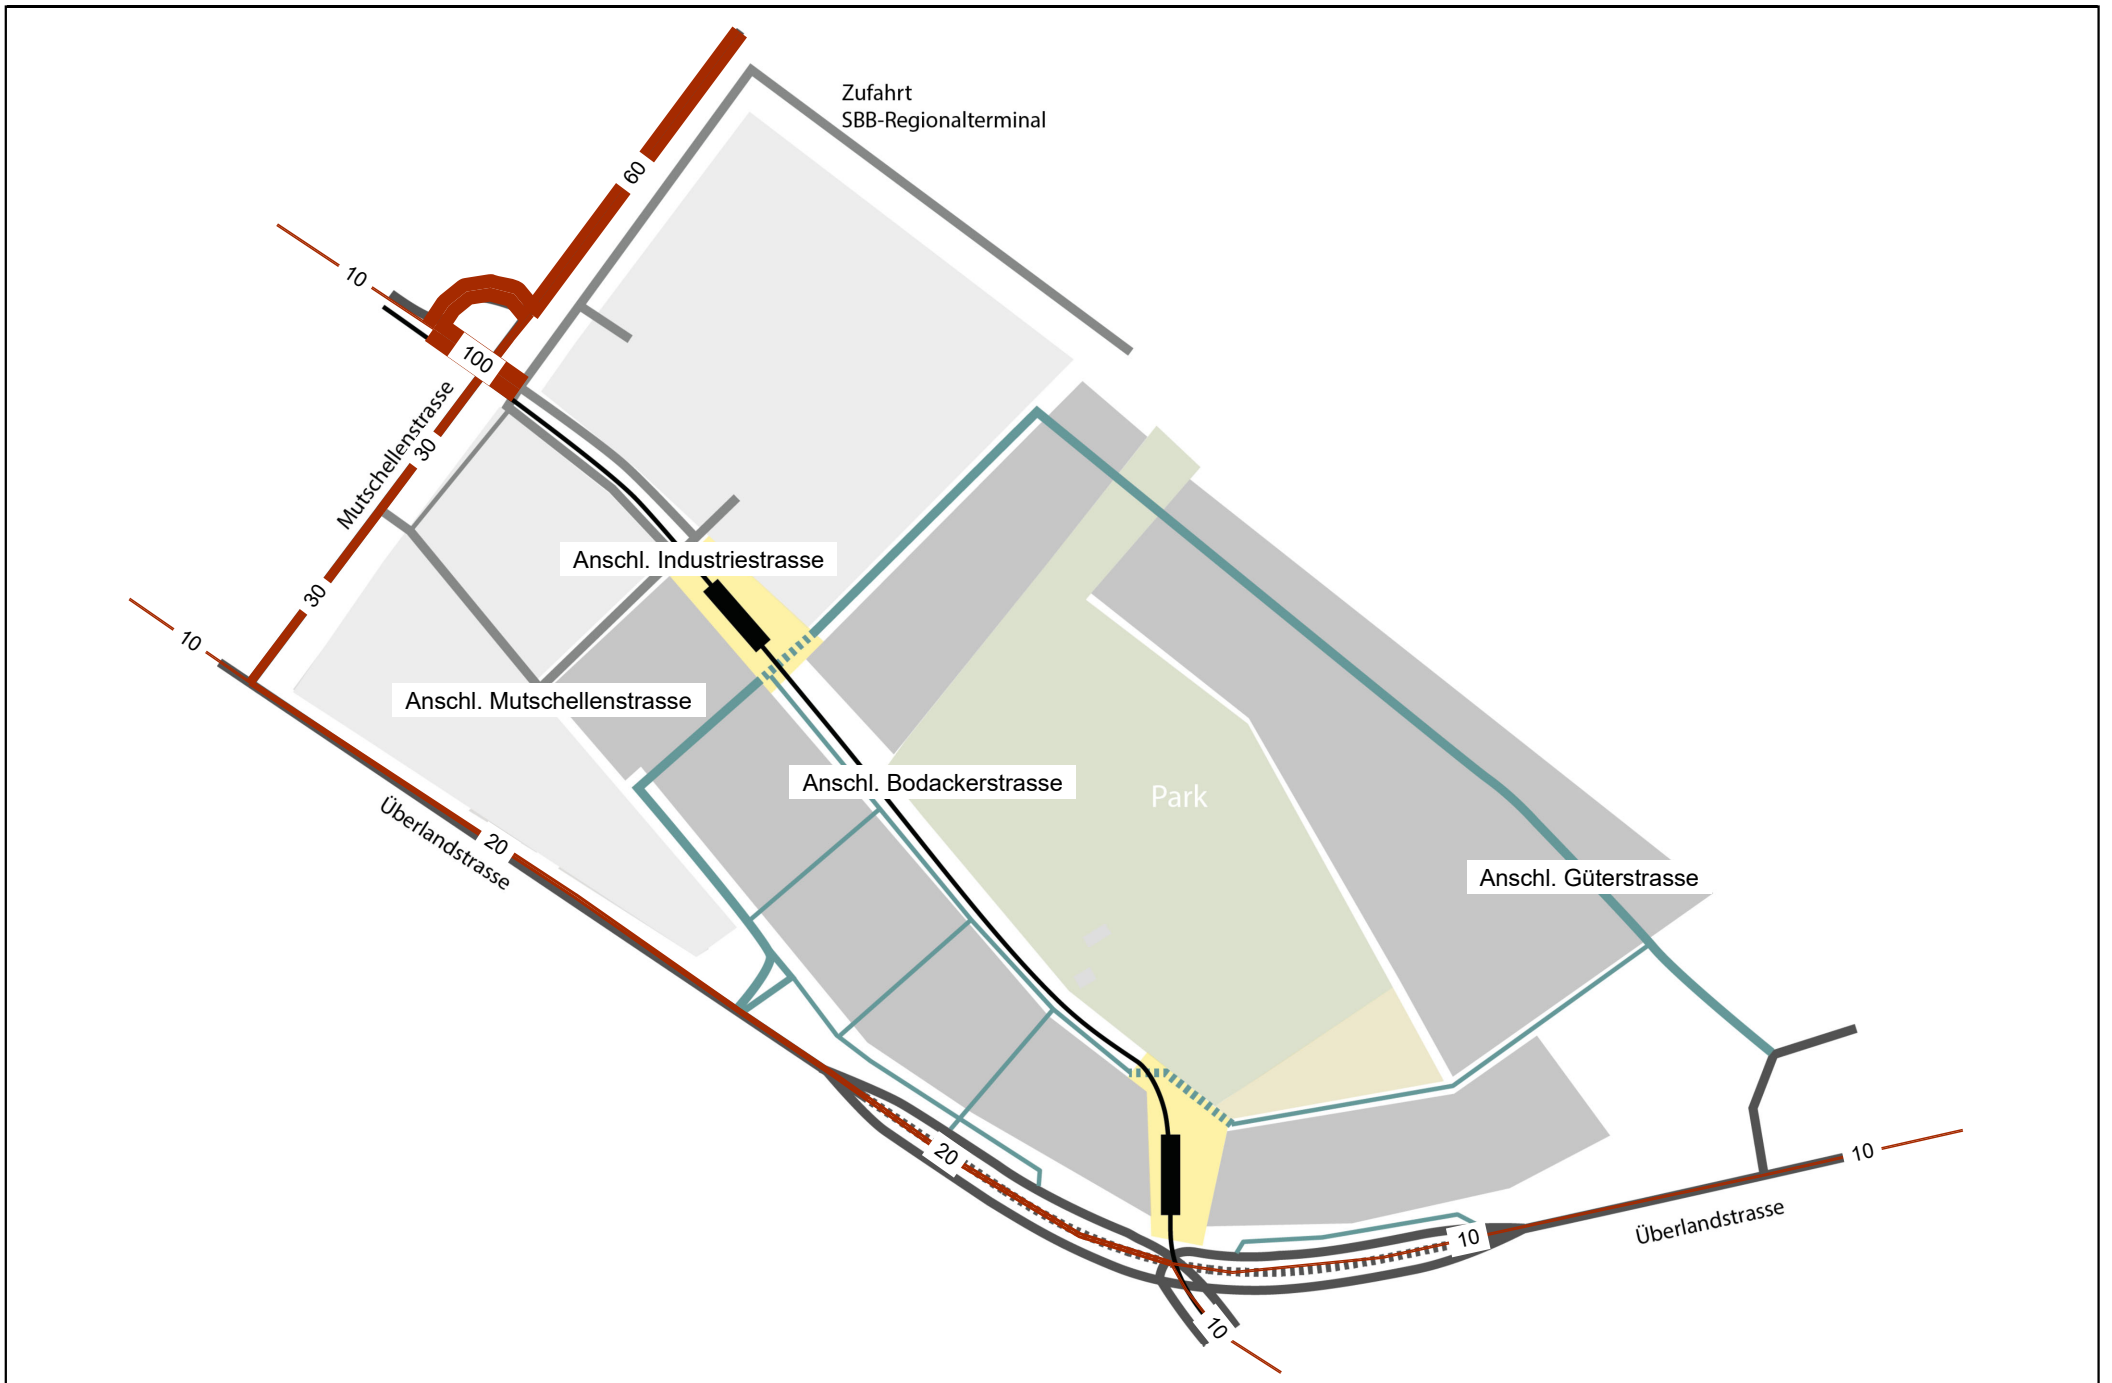 Zufahrt
SBB-Regionalterminal
60
10
100
Mutschellenstrasse
30
Anschl. Industriestrasse
30
10
Anschl. Mutschellenstrasse
Anschl. Bodackerstrasse
Park
Überlandstrasse
20
Anschl. Güterstrasse
20
10
10
Überlandstrasse
10